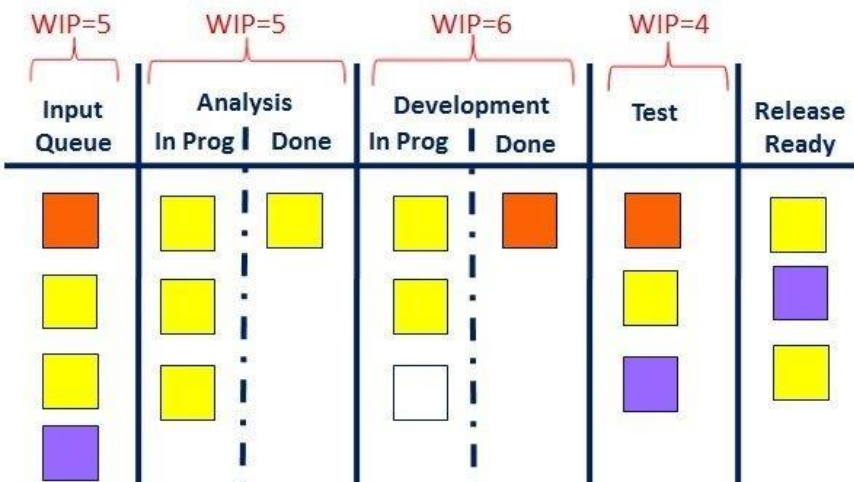 WIP=5 WIP=5 WIP=6 WIP=4
Input Queue
Analysis
In Prog Done
Development
In Prog Done
Test
Release Ready